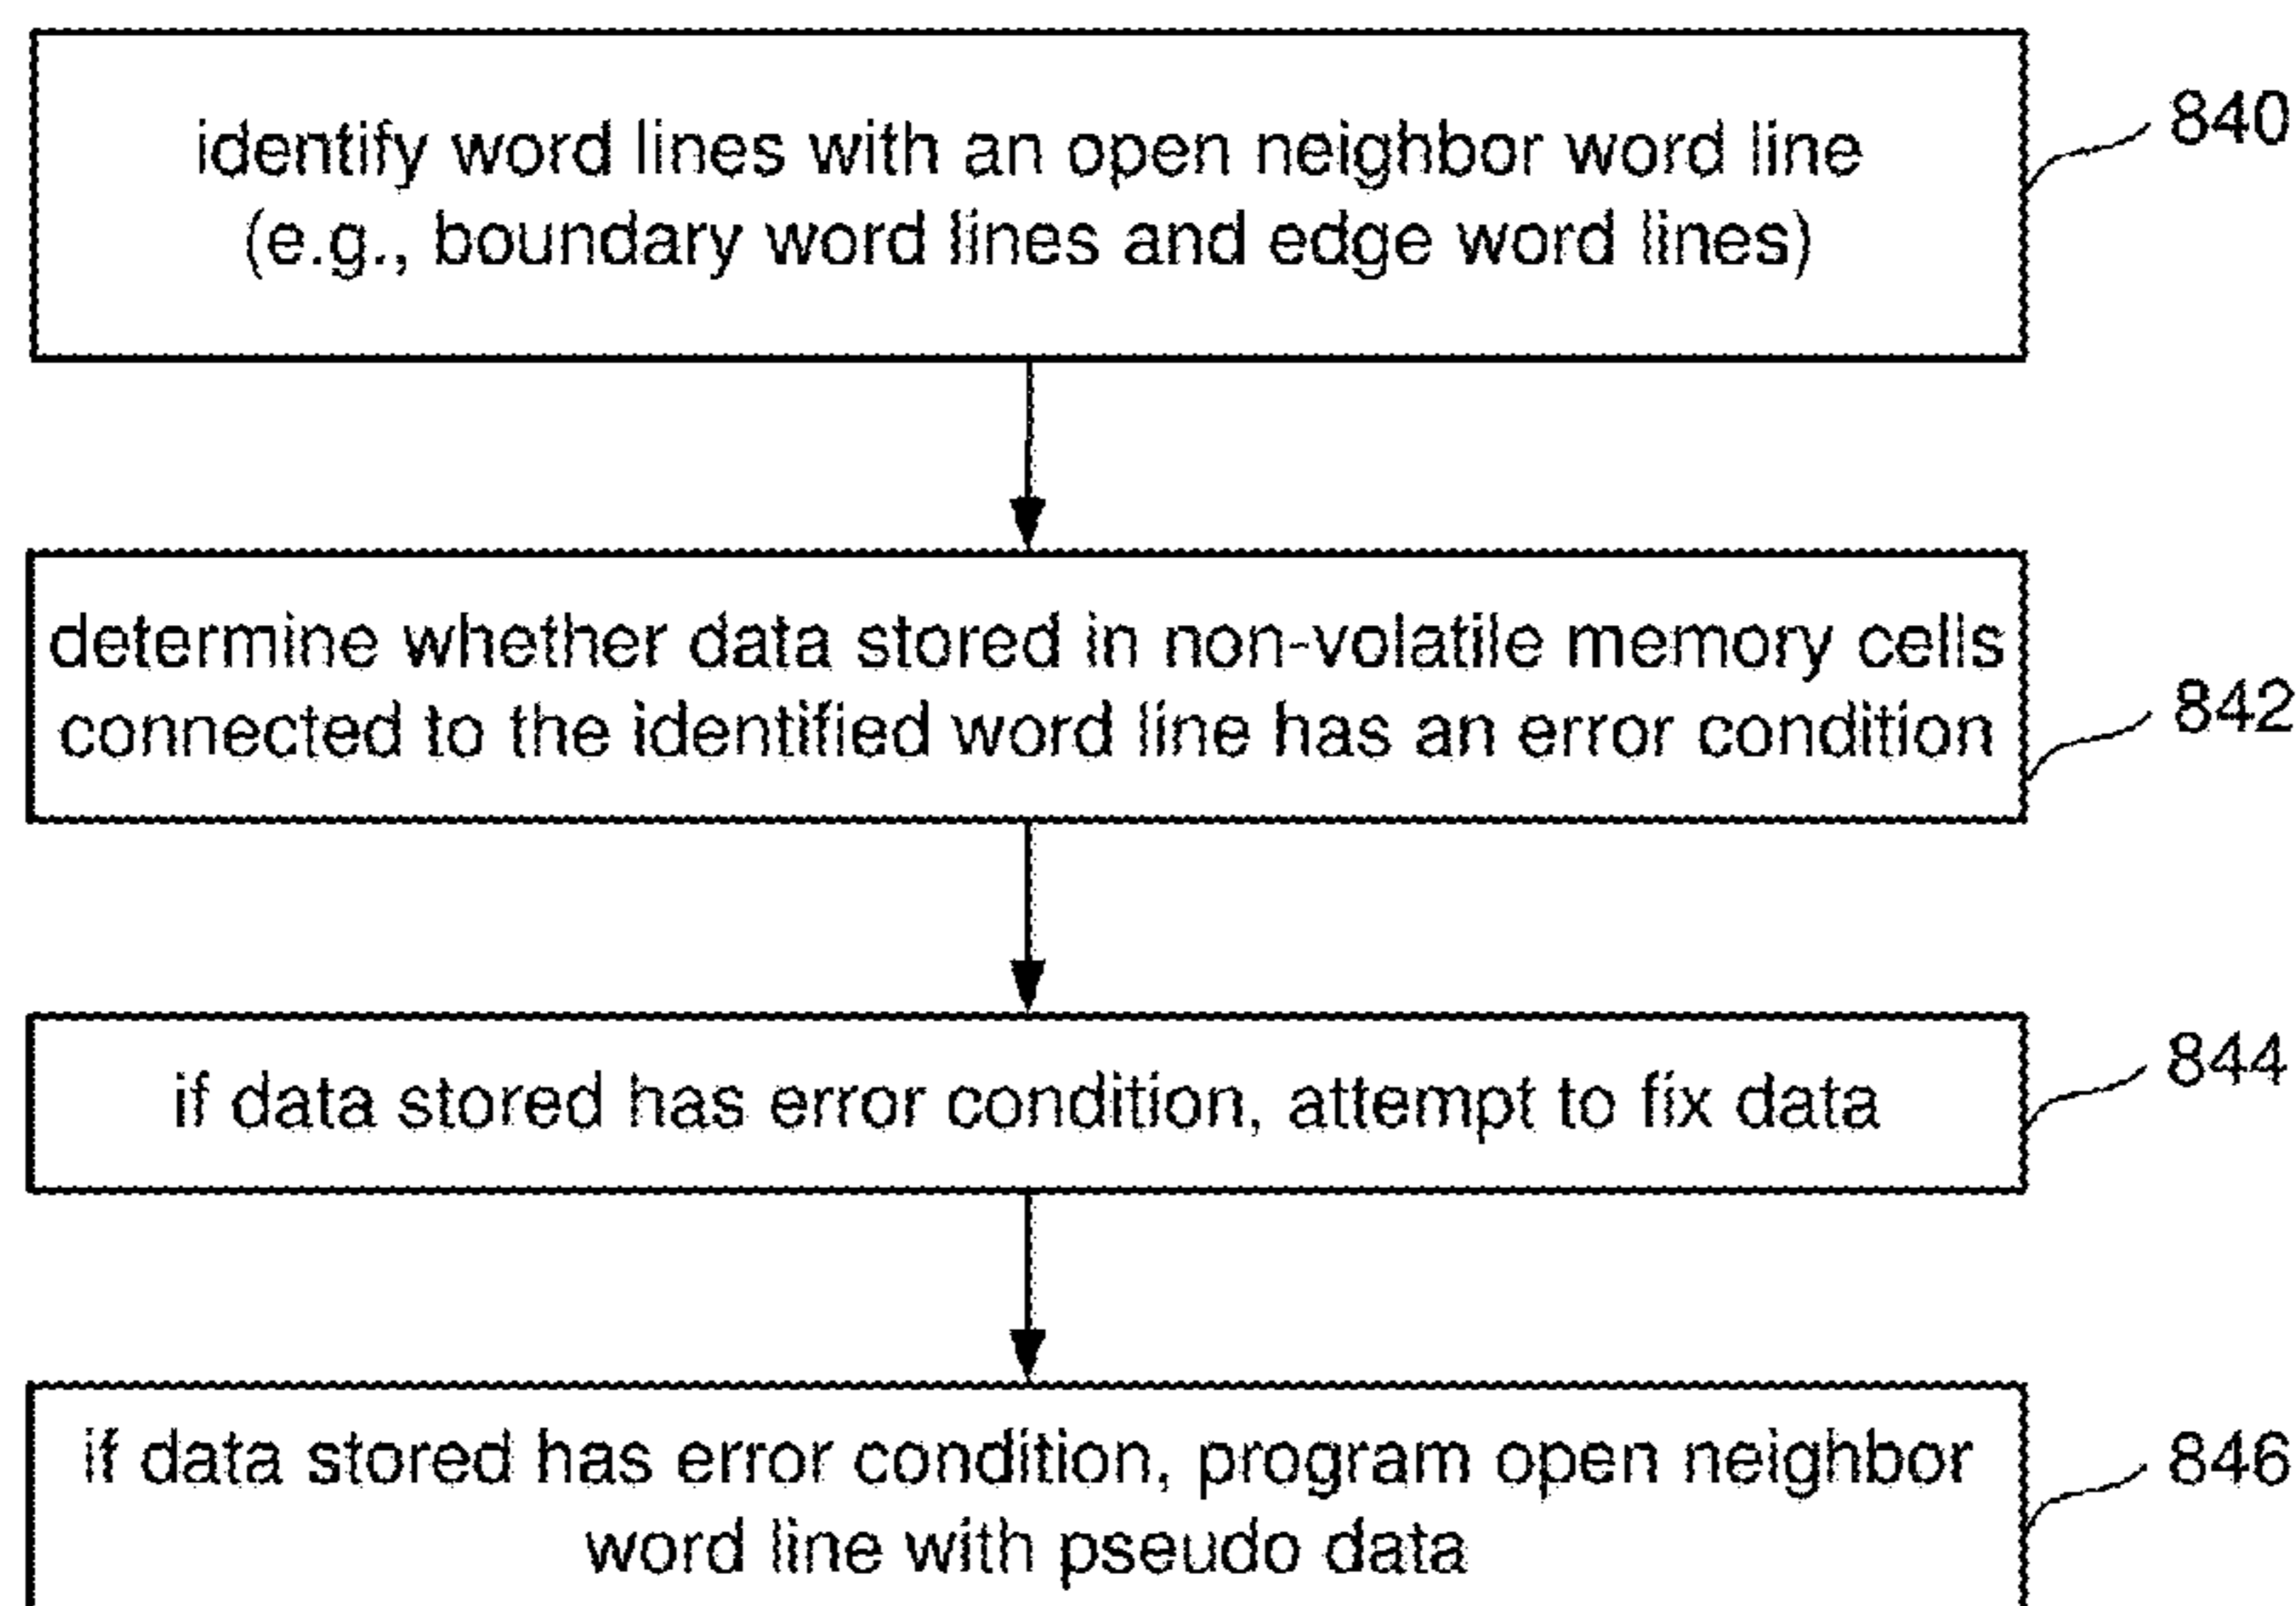 identify word lines with an open neighbor word line
(e.g., boundary word lines and edge word lines)
840
determine whether data stored in non-volatile memory cells
connected to the identified word line has an error condition
842
if data stored has error condition, attempt to fix data
844
if data stored has error condition, program open neighbor
word line with pseudo data
846